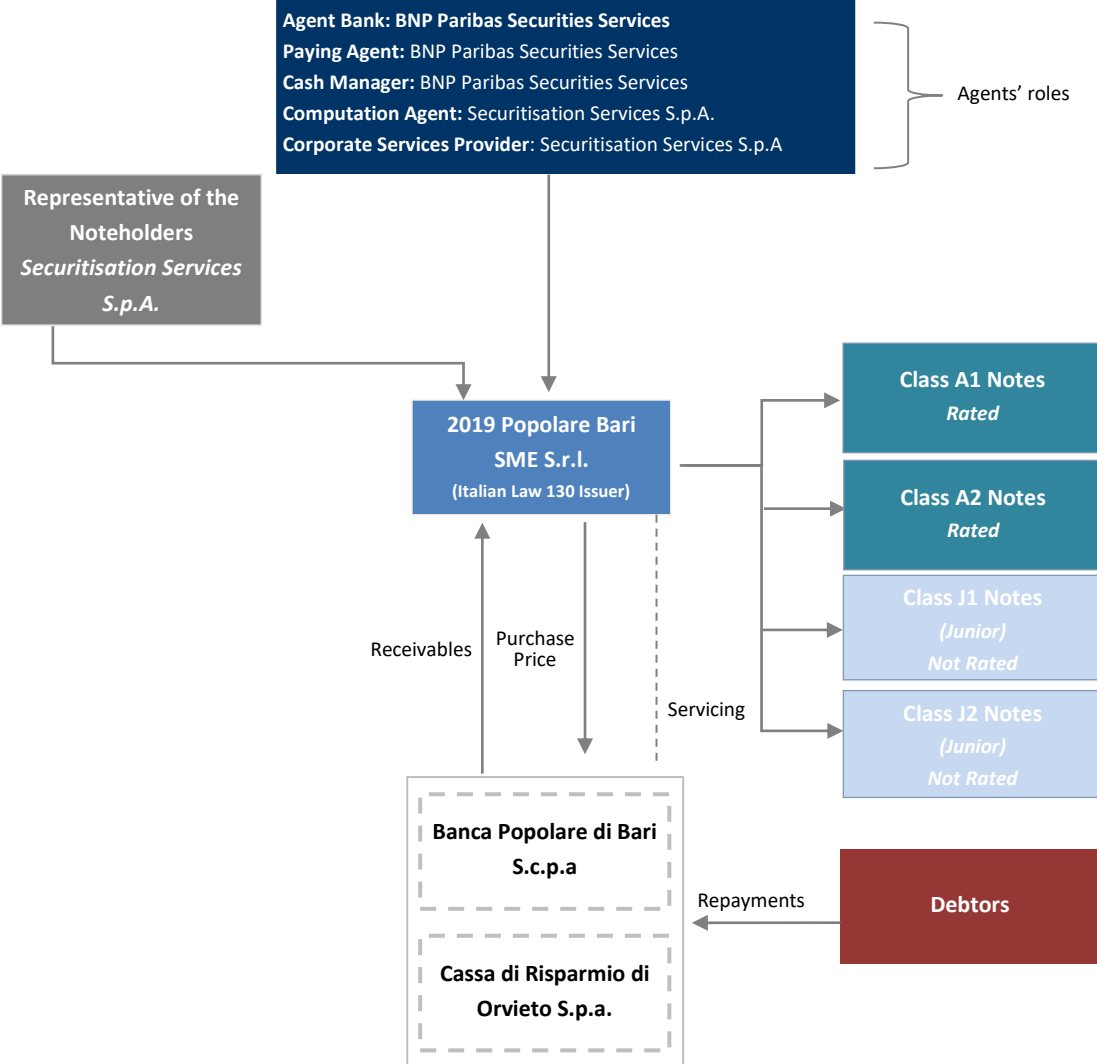 Agent Bank: BNP Paribas Securities Services
Paying Agent: BNP Paribas Securities Services
Cash Manager: BNP Paribas Securities Services
Computation Agent: Securitisation Services S.p.A.
Corporate Services Provider: Securitisation Services S.p.A
Agents’ roles
Representative of the
Noteholders
Securitisation Services
S.p.A.
2019 Popolare Bari
SME S.r.l.
(Italian Law 130 Issuer)
Class A1 Notes
Rated
Class A2 Notes
Rated
Class J1 Notes
(Junior)
Not Rated
Class J2 Notes
(Junior)
Not Rated
Receivables
Purchase
Price
Servicing
Banca Popolare di Bari
S.c.p.a
Cassa di Risparmio di
Orvieto S.p.a.
Repayments
Debtors